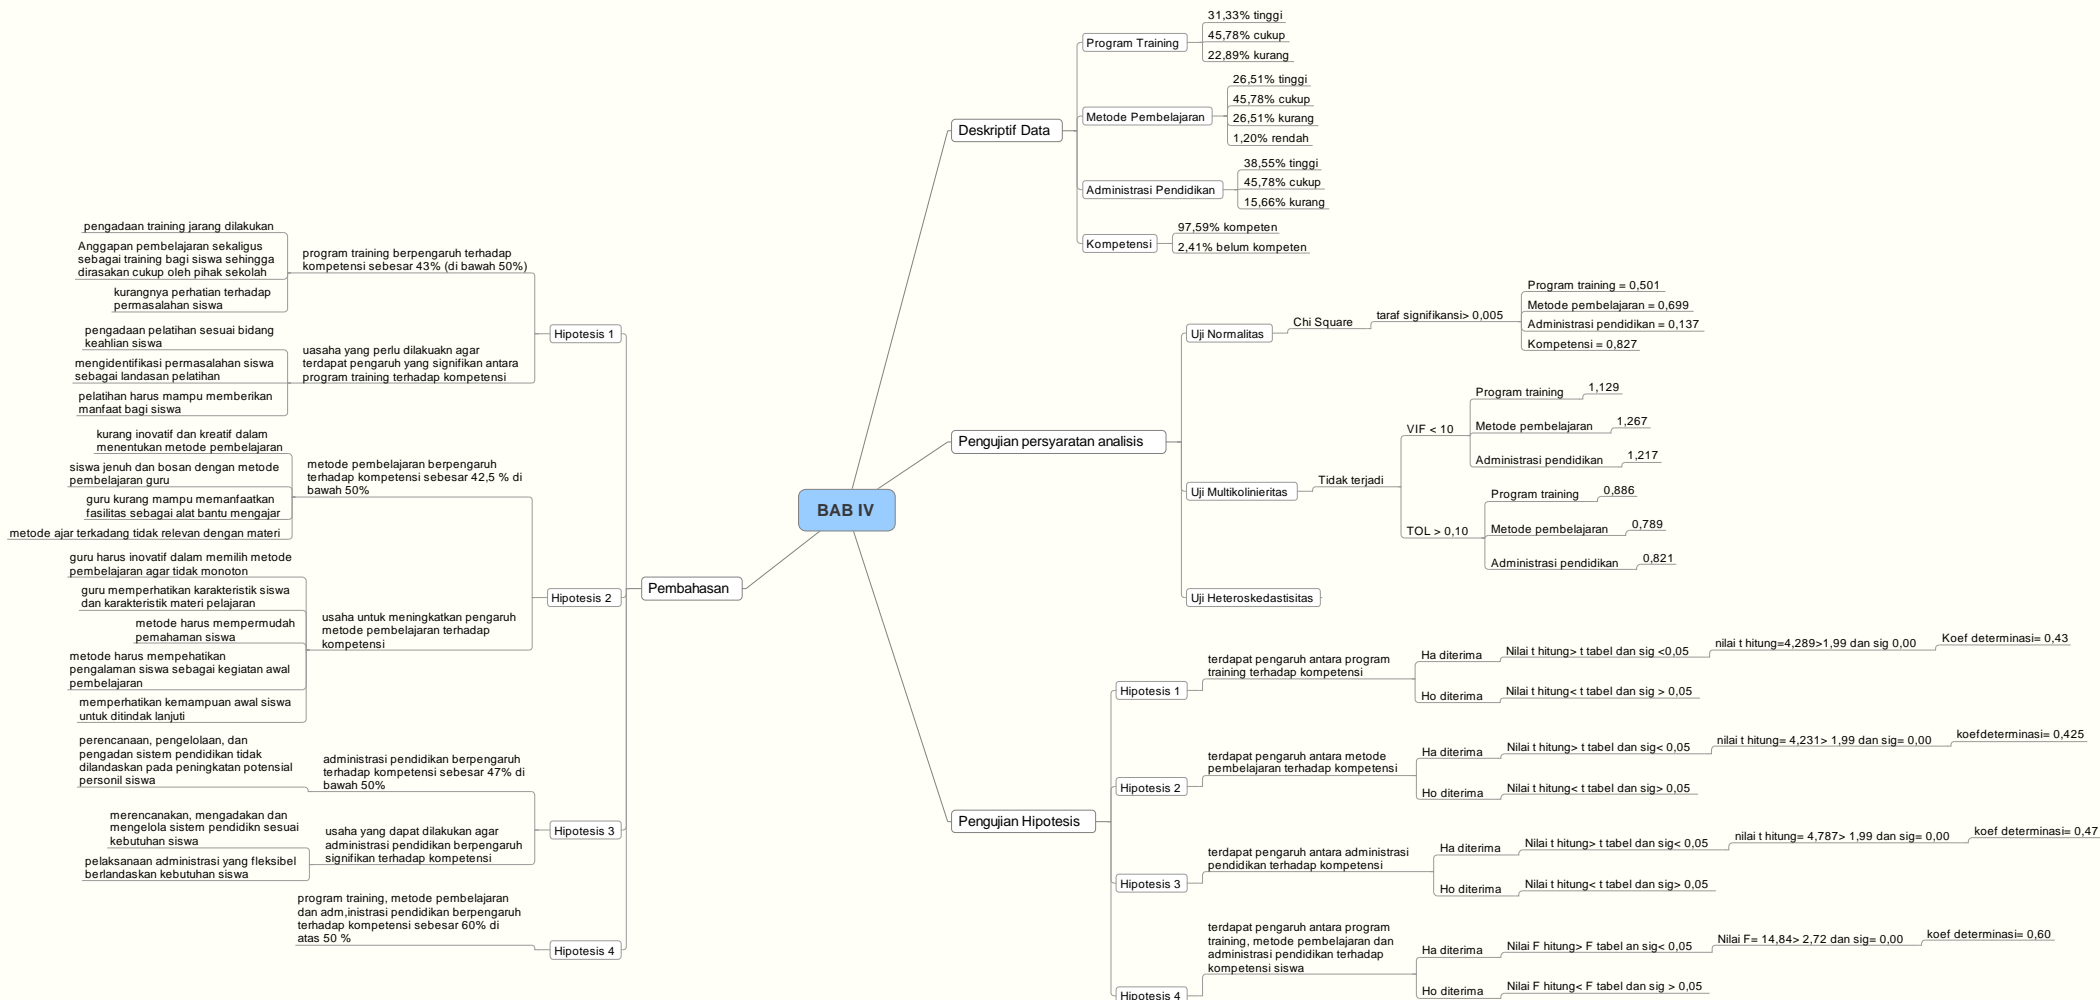 BAB IV
Deskriptif Data
Program Training
31,33% tinggi
45,78% cukup
22,89% kurang
Metode Pembelajaran
26,51% tinggi
45,78% cukup
26,51% kurang
1,20% rendah
Administrasi Pendidikan
38,55% tinggi
45,78% cukup
15,66% kurang
Kompetensi
97,59% kompeten
2,41% belum kompeten
Pengujian persyaratan analisis
Uji Normalitas
Chi Square
taraf signifikansi> 0,005
Program training = 0,501
Metode pembelajaran = 0,699
Administrasi pendidikan = 0,137
Kompetensi = 0,827
Uji Multikolinieritas
Tidak terjadi
VIF < 10
Program training
1,129
Metode pembelajaran
1,267
Administrasi pendidikan
1,217
TOL > 0,10
Program training
0,886
Metode pembelajaran
0,789
Administrasi pendidikan
0,821
Uji Heteroskedastisitas
Pengujian Hipotesis
Hipotesis 1
terdapat pengaruh antara program
training terhadap kompetensi
Ha diterima
Nilai t hitung> t tabel dan sig <0,05
nilai t hitung=4,289>1,99 dan sig 0,00
Koef determinasi= 0,43
Ho diterima
Nilai t hitung< t tabel dan sig > 0,05
Hipotesis 2
terdapat pengaruh antara metode
pembelajaran terhadap kompetensi
Ha diterima
Nilai t hitung> t tabel dan sig< 0,05
nilai t hitung= 4,231> 1,99 dan sig= 0,00
koefdeterminasi= 0,425
Ho diterima
Nilai t hitung< t tabel dan sig> 0,05
Hipotesis 3
terdapat pengaruh antara administrasi
pendidikan terhadap kompetensi
Ha diterima
Nilai t hitung> t tabel dan sig< 0,05
nilai t hitung= 4,787> 1,99 dan sig= 0,00
koef determinasi= 0,47
Ho diterima
Nilai t hitung< t tabel dan sig> 0,05
Hipotesis 4
terdapat pengaruh antara program
training, metode pembelajaran dan
administrasi pendidikan terhadap
kompetensi siswa
Ha diterima
Nilai F hitung> F tabel an sig< 0,05
Nilai F= 14,84> 2,72 dan sig= 0,00
koef determinasi= 0,60
Ho diterima
Nilai F hitung< F tabel dan sig > 0,05
Pembahasan
Hipotesis 1
program training berpengaruh terhadap
kompetensi sebesar 43% (di bawah 50%)
pengadaan training jarang dilakukan
Anggapan pembelajaran sekaligus
sebagai training bagi siswa sehingga
dirasakan cukup oleh pihak sekolah
kurangnya perhatian terhadap
permasalahan siswa
uasaha yang perlu dilakuakn agar
terdapat pengaruh yang signifikan antara
program training terhadap kompetensi
pengadaan pelatihan sesuai bidang
keahlian siswa
mengidentifikasi permasalahan siswa
sebagai landasan pelatihan
pelatihan harus mampu memberikan
manfaat bagi siswa
Hipotesis 2
metode pembelajaran berpengaruh
terhadap kompetensi sebesar 42,5 % di
bawah 50%
kurang inovatif dan kreatif dalam
menentukan metode pembelajaran
siswa jenuh dan bosan dengan metode
pembelajaran guru
guru kurang mampu memanfaatkan
fasilitas sebagai alat bantu mengajar
metode ajar terkadang tidak relevan dengan materi
usaha untuk meningkatkan pengaruh
metode pembelajaran terhadap
kompetensi
guru harus inovatif dalam memilih metode
pembelajaran agar tidak monoton
guru memperhatikan karakteristik siswa
dan karakteristik materi pelajaran
metode harus mempermudah
pemahaman siswa
metode harus mempehatikan
pengalaman siswa sebagai kegiatan awal
pembelajaran
memperhatikan kemampuan awal siswa
untuk ditindak lanjuti
Hipotesis 3
administrasi pendidikan berpengaruh
terhadap kompetensi sebesar 47% di
bawah 50%
perencanaan, pengelolaan, dan
pengadan sistem pendidikan tidak
dilandaskan pada peningkatan potensial
personil siswa
usaha yang dapat dilakukan agar
administrasi pendidikan berpengaruh
signifikan terhadap kompetensi
merencanakan, mengadakan dan
mengelola sistem pendidikn sesuai
kebutuhan siswa
pelaksanaan administrasi yang fleksibel
berlandaskan kebutuhan siswa
Hipotesis 4
program training, metode pembelajaran
dan adm,inistrasi pendidikan berpengaruh
terhadap kompetensi sebesar 60% di
atas 50 %